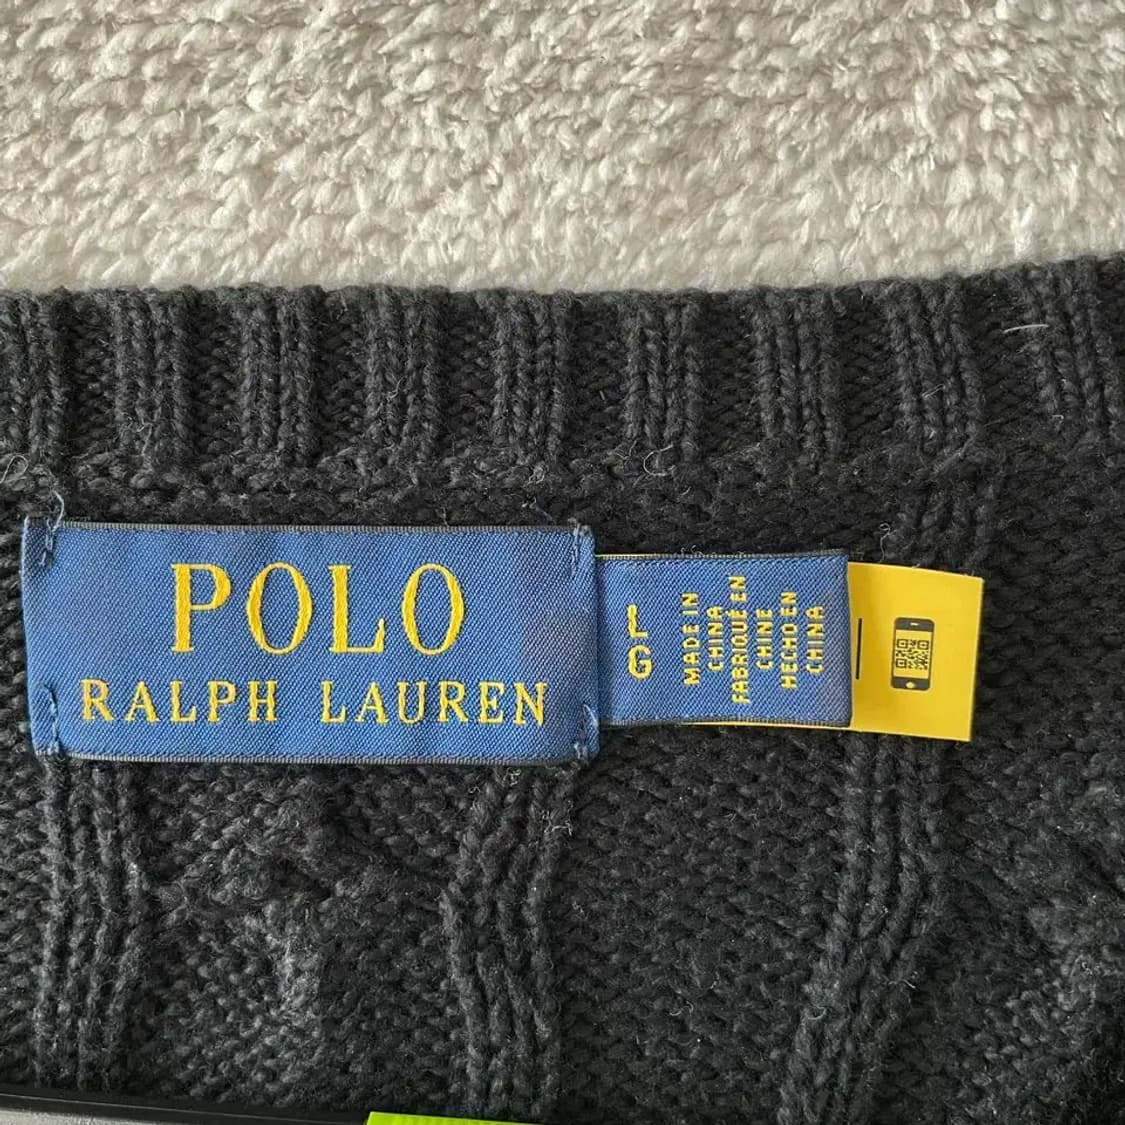 POLO
RALPH LAUREN
L
G
MADE IN
CHINA
FABRIQUÉ EN
CHINE
HECHO EN
CHINA